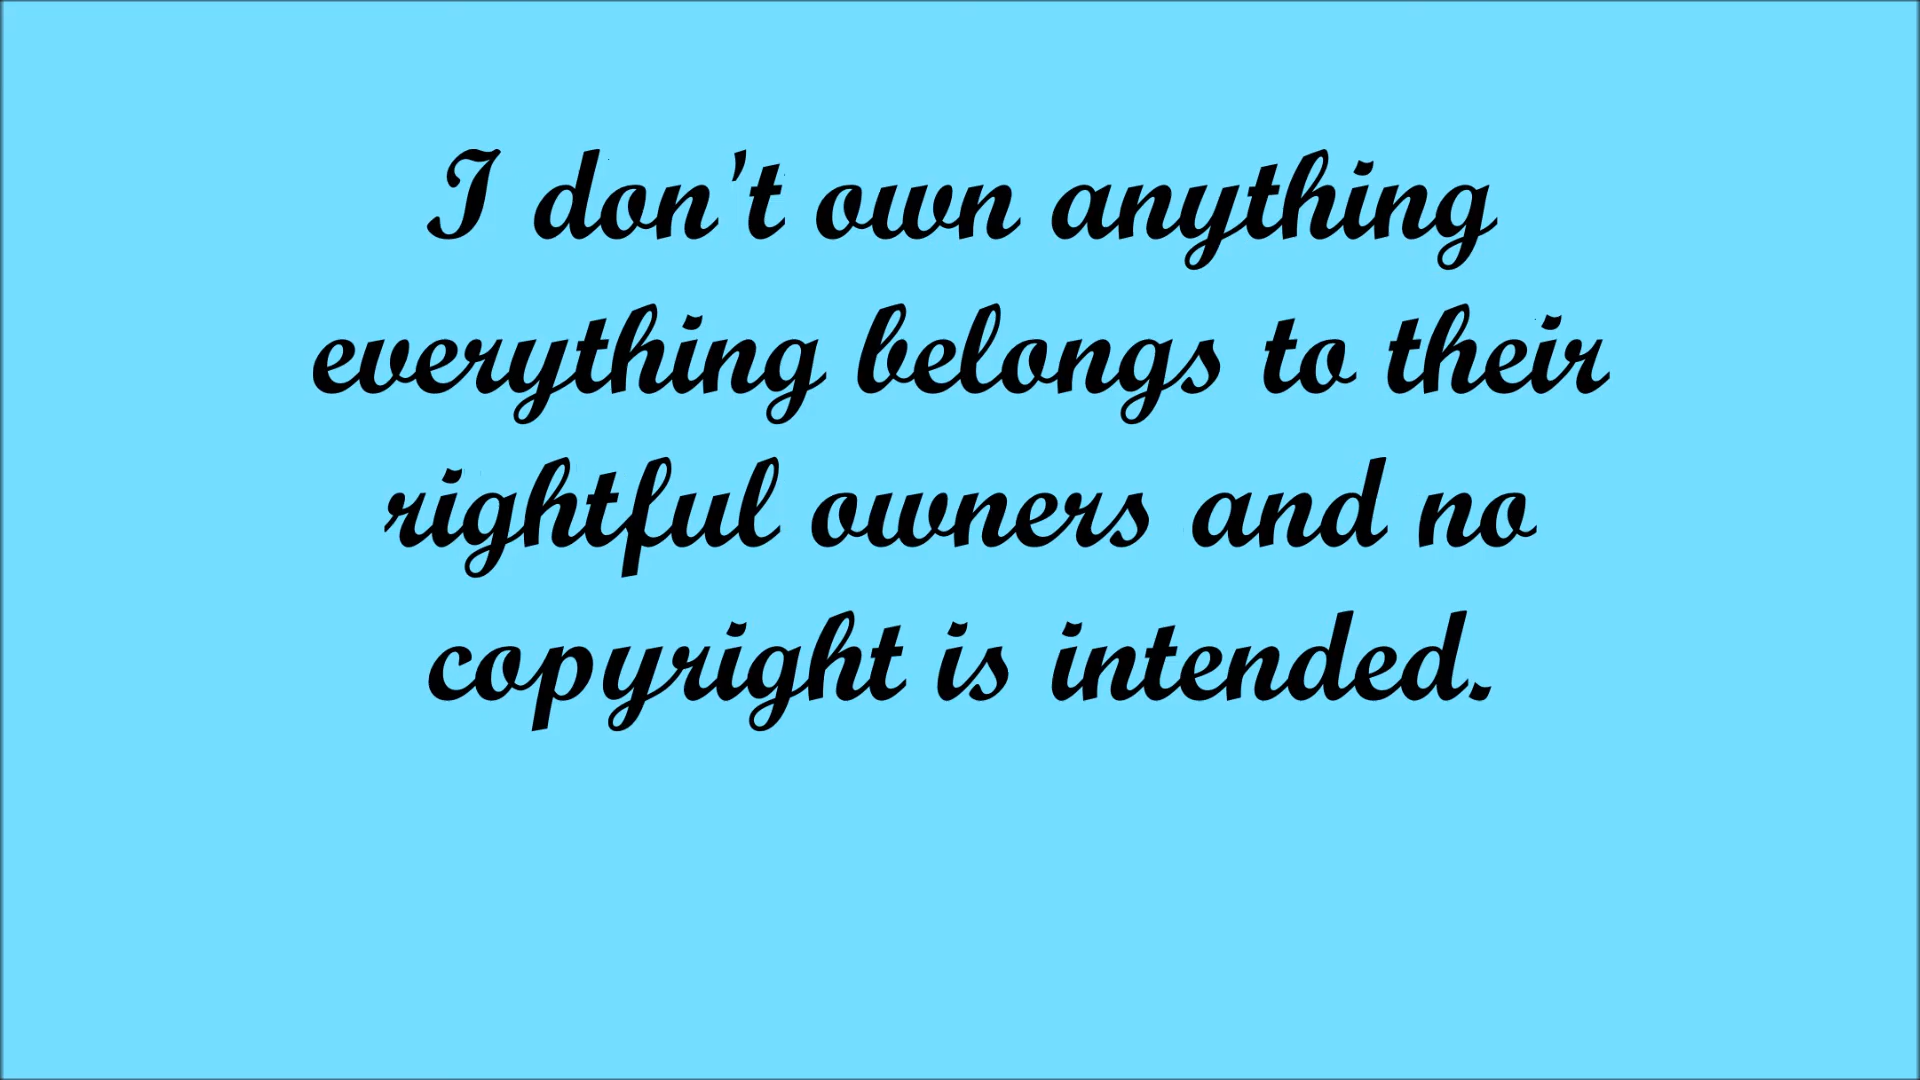 I don't own anything
everything belongs to their
rightful owners and no
copyright is intended.